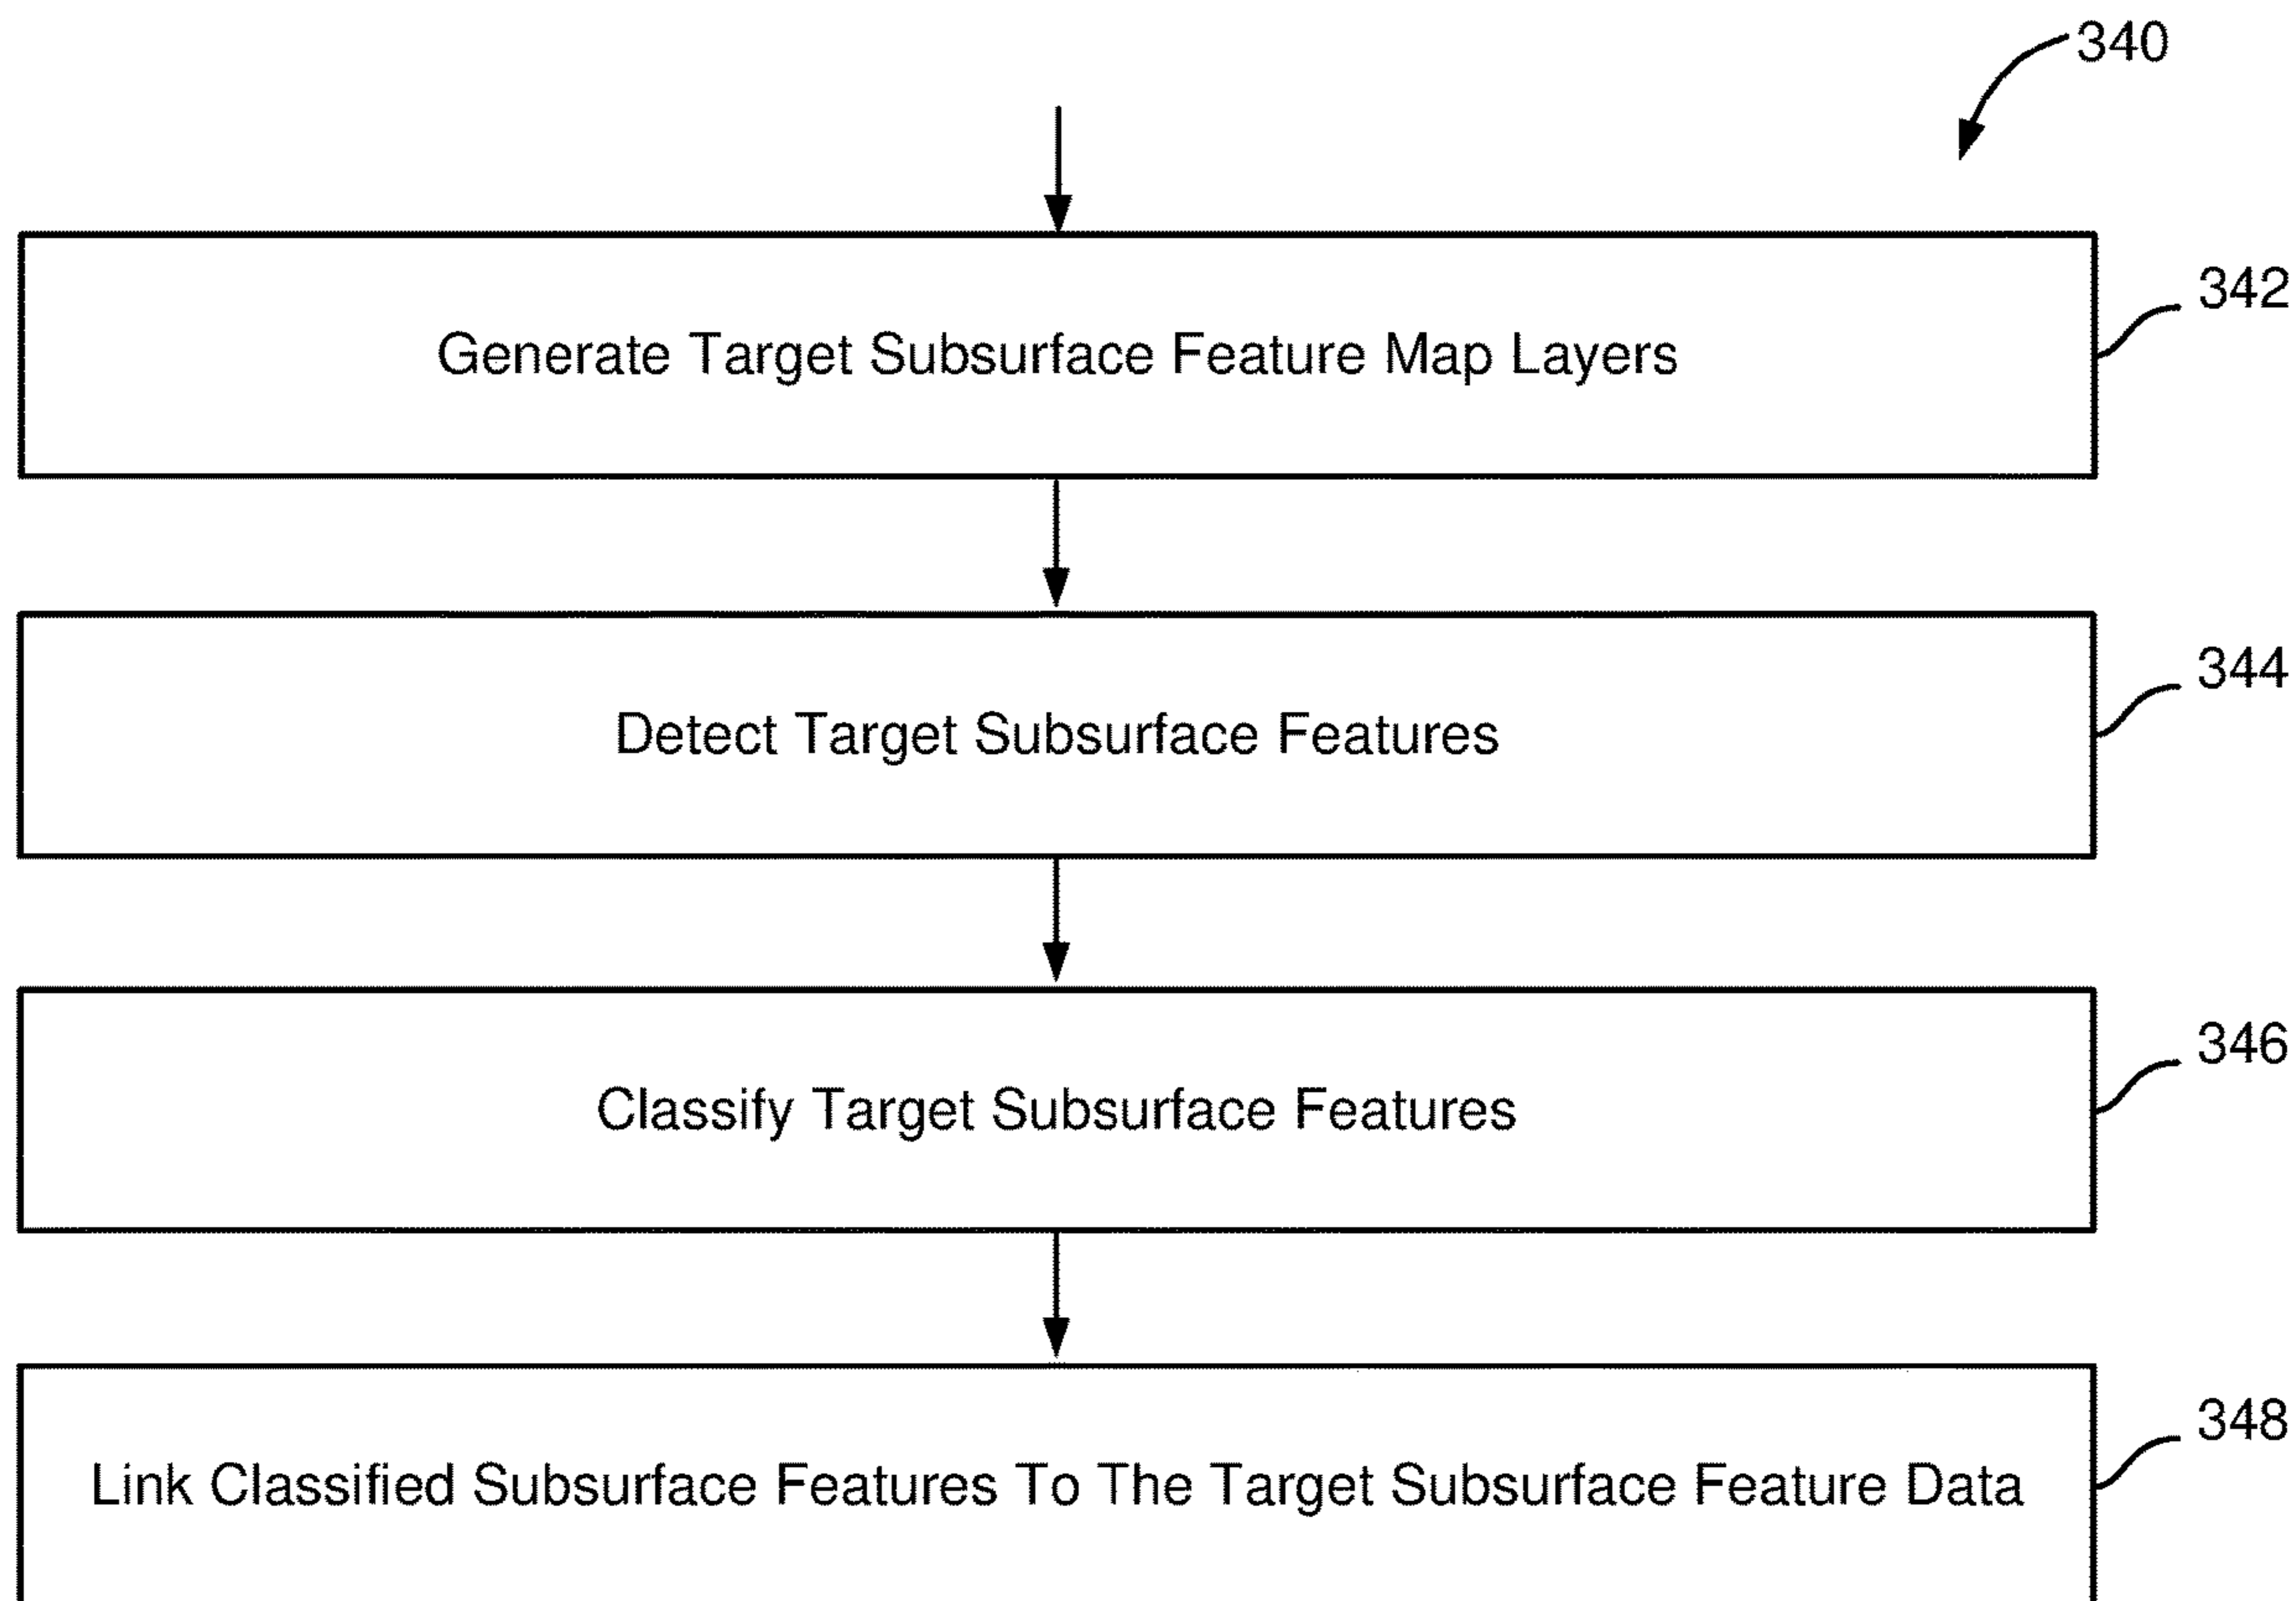 340
Generate Target Subsurface Feature Map Layers
342
Detect Target Subsurface Features
344
Classify Target Subsurface Features
346
Link Classified Subsurface Features To The Target Subsurface Feature Data
348